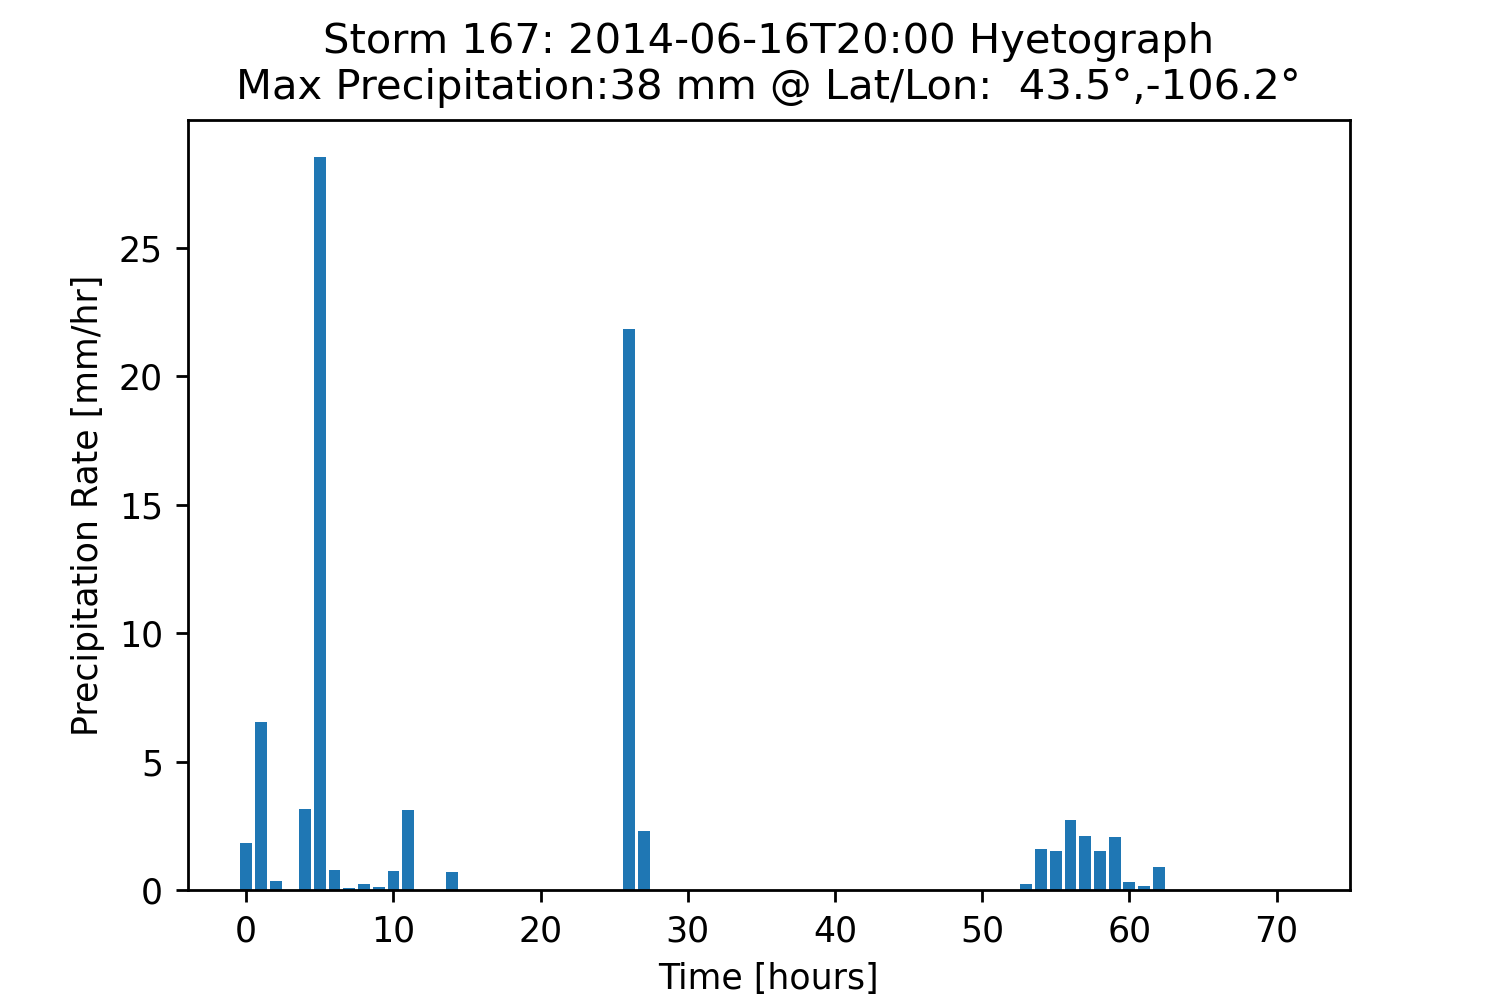 Storm 167: 2014-06-16T20:00 Hyetograph
Max Precipitation:38 mm @ Lat/Lon:  43.5°,-106.2°
Precipitation Rate [mm/hr]
25
20
15
10
5
0
0 10 20 30 40 50 60 70
Time [hours]